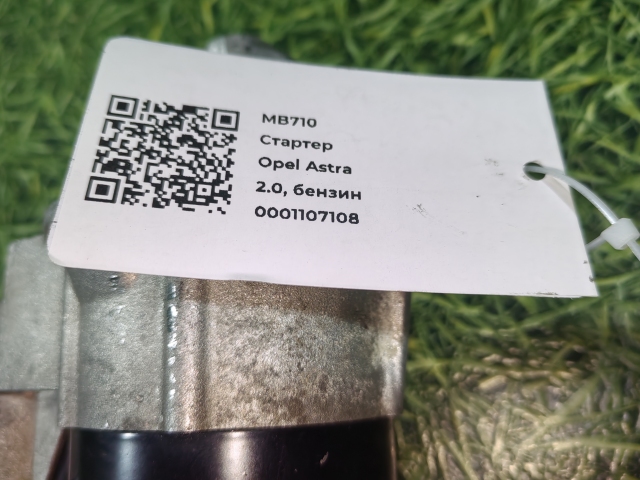 MB710
Стартер
Opel Astra
2.0, бензин
0001107108